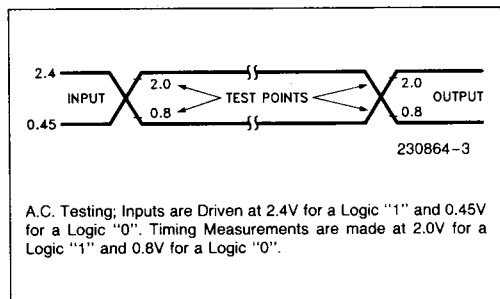 2.4
2.0
2.0
INPUT
TEST POINTS
OUTPUT
0.8
0.8
0.45
230864-3
A.C. Testing; Inputs are Driven at 2.4V for a Logic "1" and 0.45V
for a Logic "0". Timing Measurements are made at 2.0V for a
Logic "1" and 0.8V for a Logic "0".